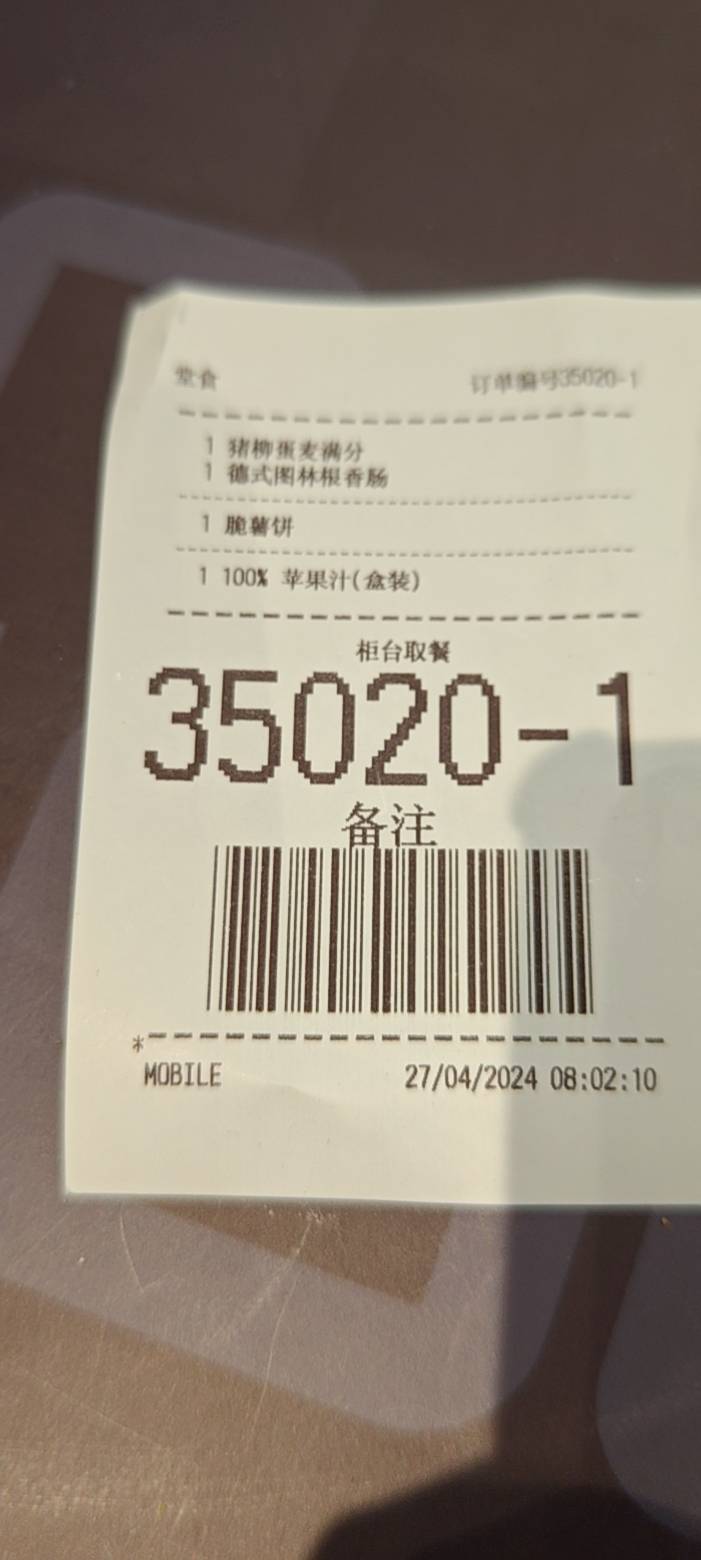 堂食 订单编号35020-1
1 猪柳蛋麦满分
1 德式图林根香肠
1 脆薯饼
1 100% 苹果汁(盒装)
柜台取餐
35020-1
备注
*
MOBILE 27/04/2024 08:02:10